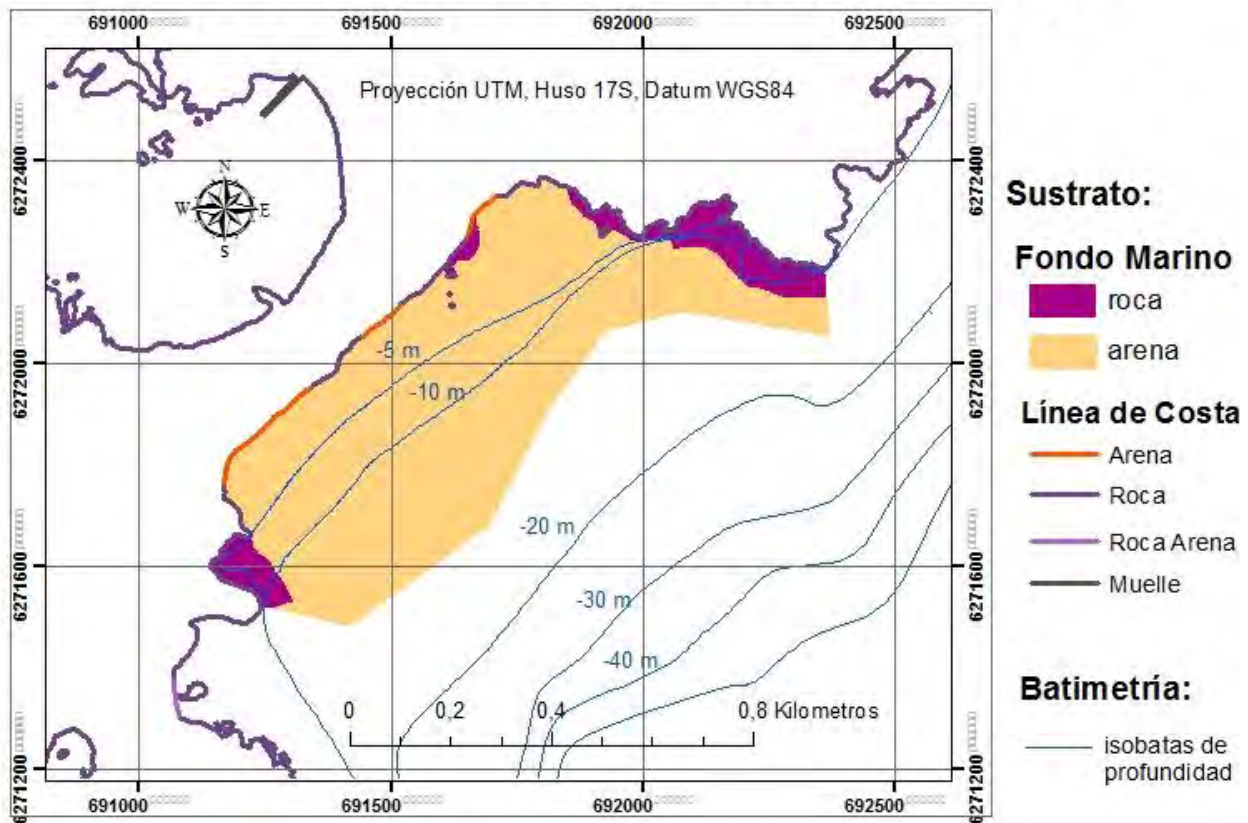 691000 691500 692000 692500
Proyección UTM, Huso 17S, Datum WGS84
N
W E
S
6272400
6272400
6272000
6272000
6271600
6271600
6271200
6271200
-5 m
-10 m
-20 m
-30 m
-40 m
0 0,2 0,4 0,8 Kilometros
691000 691500 692000 692500
Sustrato:
Fondo Marino
roca
arena
Línea de Costa
Arena
Roca
Roca Arena
Muelle
Batimetría:
isobatas de
profundidad